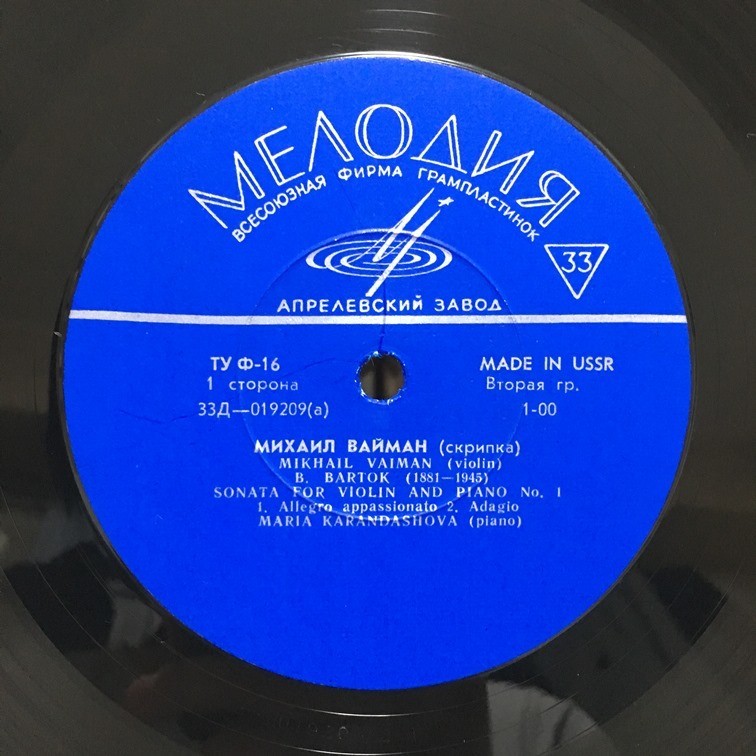 МЕЛОДИЯ
ВСЕСОЮЗНАЯ ФИРМА ГРАМПЛАСТИНОК
33
АПРЕЛЕВСКИЙ ЗАВОД
ТУ Ф-16 MADE IN USSR
1 сторона Вторая гр.
33Д—019209(а) 1-00
МИХАИЛ ВАЙМАН (скрипка)
MIKHAIL VAIMAN (violin)
B. BARTOK (1881—1945)
SONATA FOR VIOLIN AND PIANO No. 1
1. Allegro appassionato 2. Adagio
MARIA KARANDASHOVA (piano)